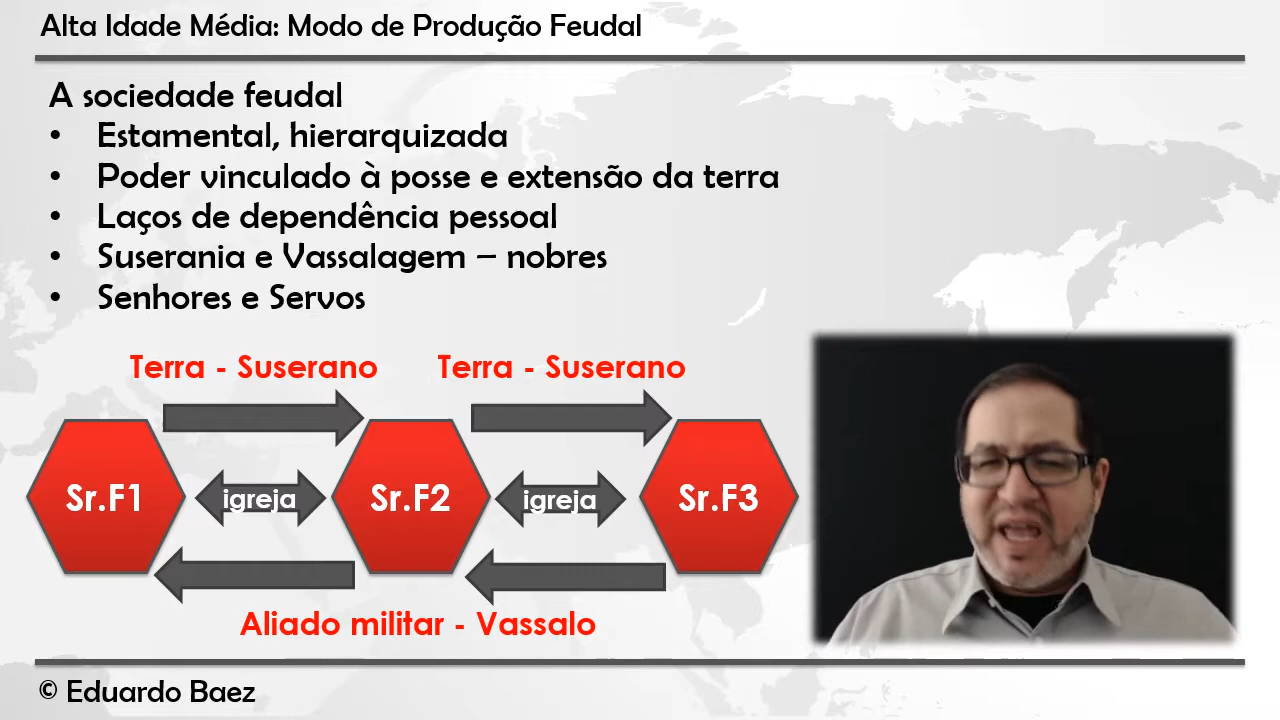 Alta Idade Média: Modo de Produção Feudal
A sociedade feudal
• Estamental, hierarquizada
• Poder vinculado à posse e extensão da terra
• Laços de dependência pessoal
• Suserania e Vassalagem – nobres
• Senhores e Servos
Terra - Suserano
Terra - Suserano
Sr.F1
igreja
Sr.F2
igreja
Sr.F3
Aliado militar - Vassalo
© Eduardo Baez